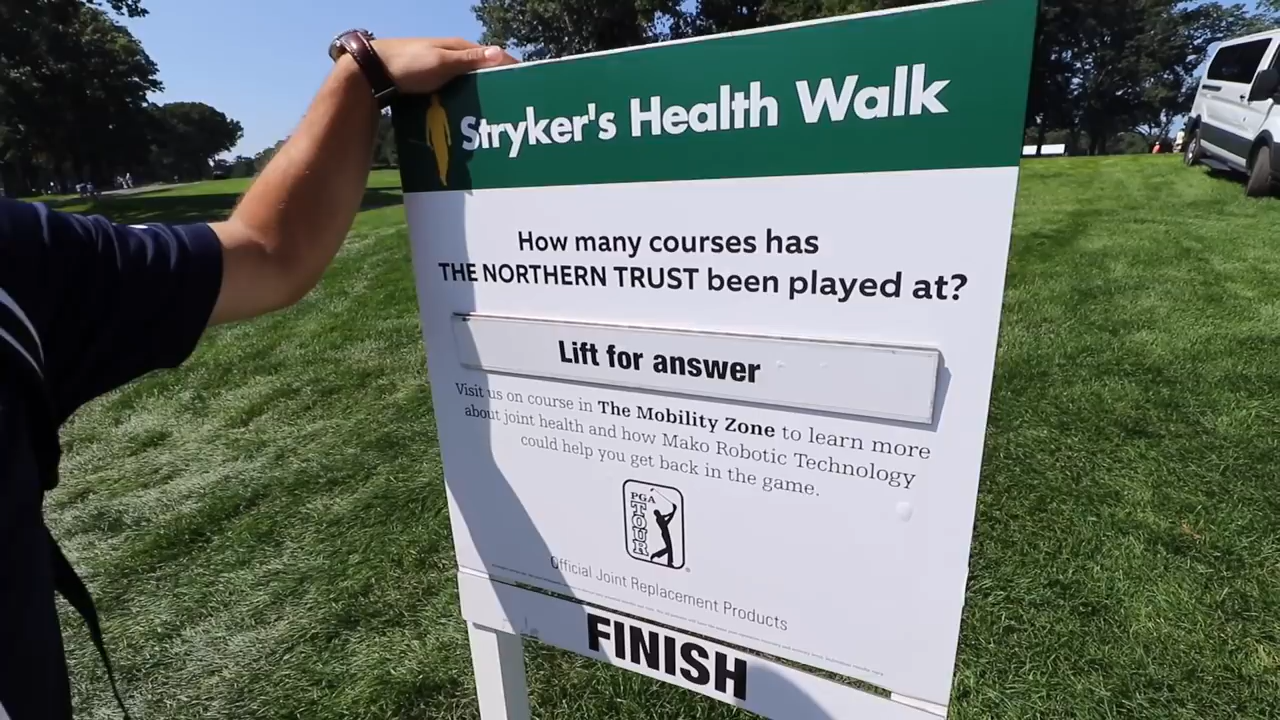 Stryker's Health Walk
How many courses has
THE NORTHERN TRUST been played at?
Lift for answer
Visit us on course in The Mobility Zone to learn more
about joint health and how Mako Robotic Technology
could help you get back in the game.
PGA
TOUR
Official Joint Replacement Products
FINISH